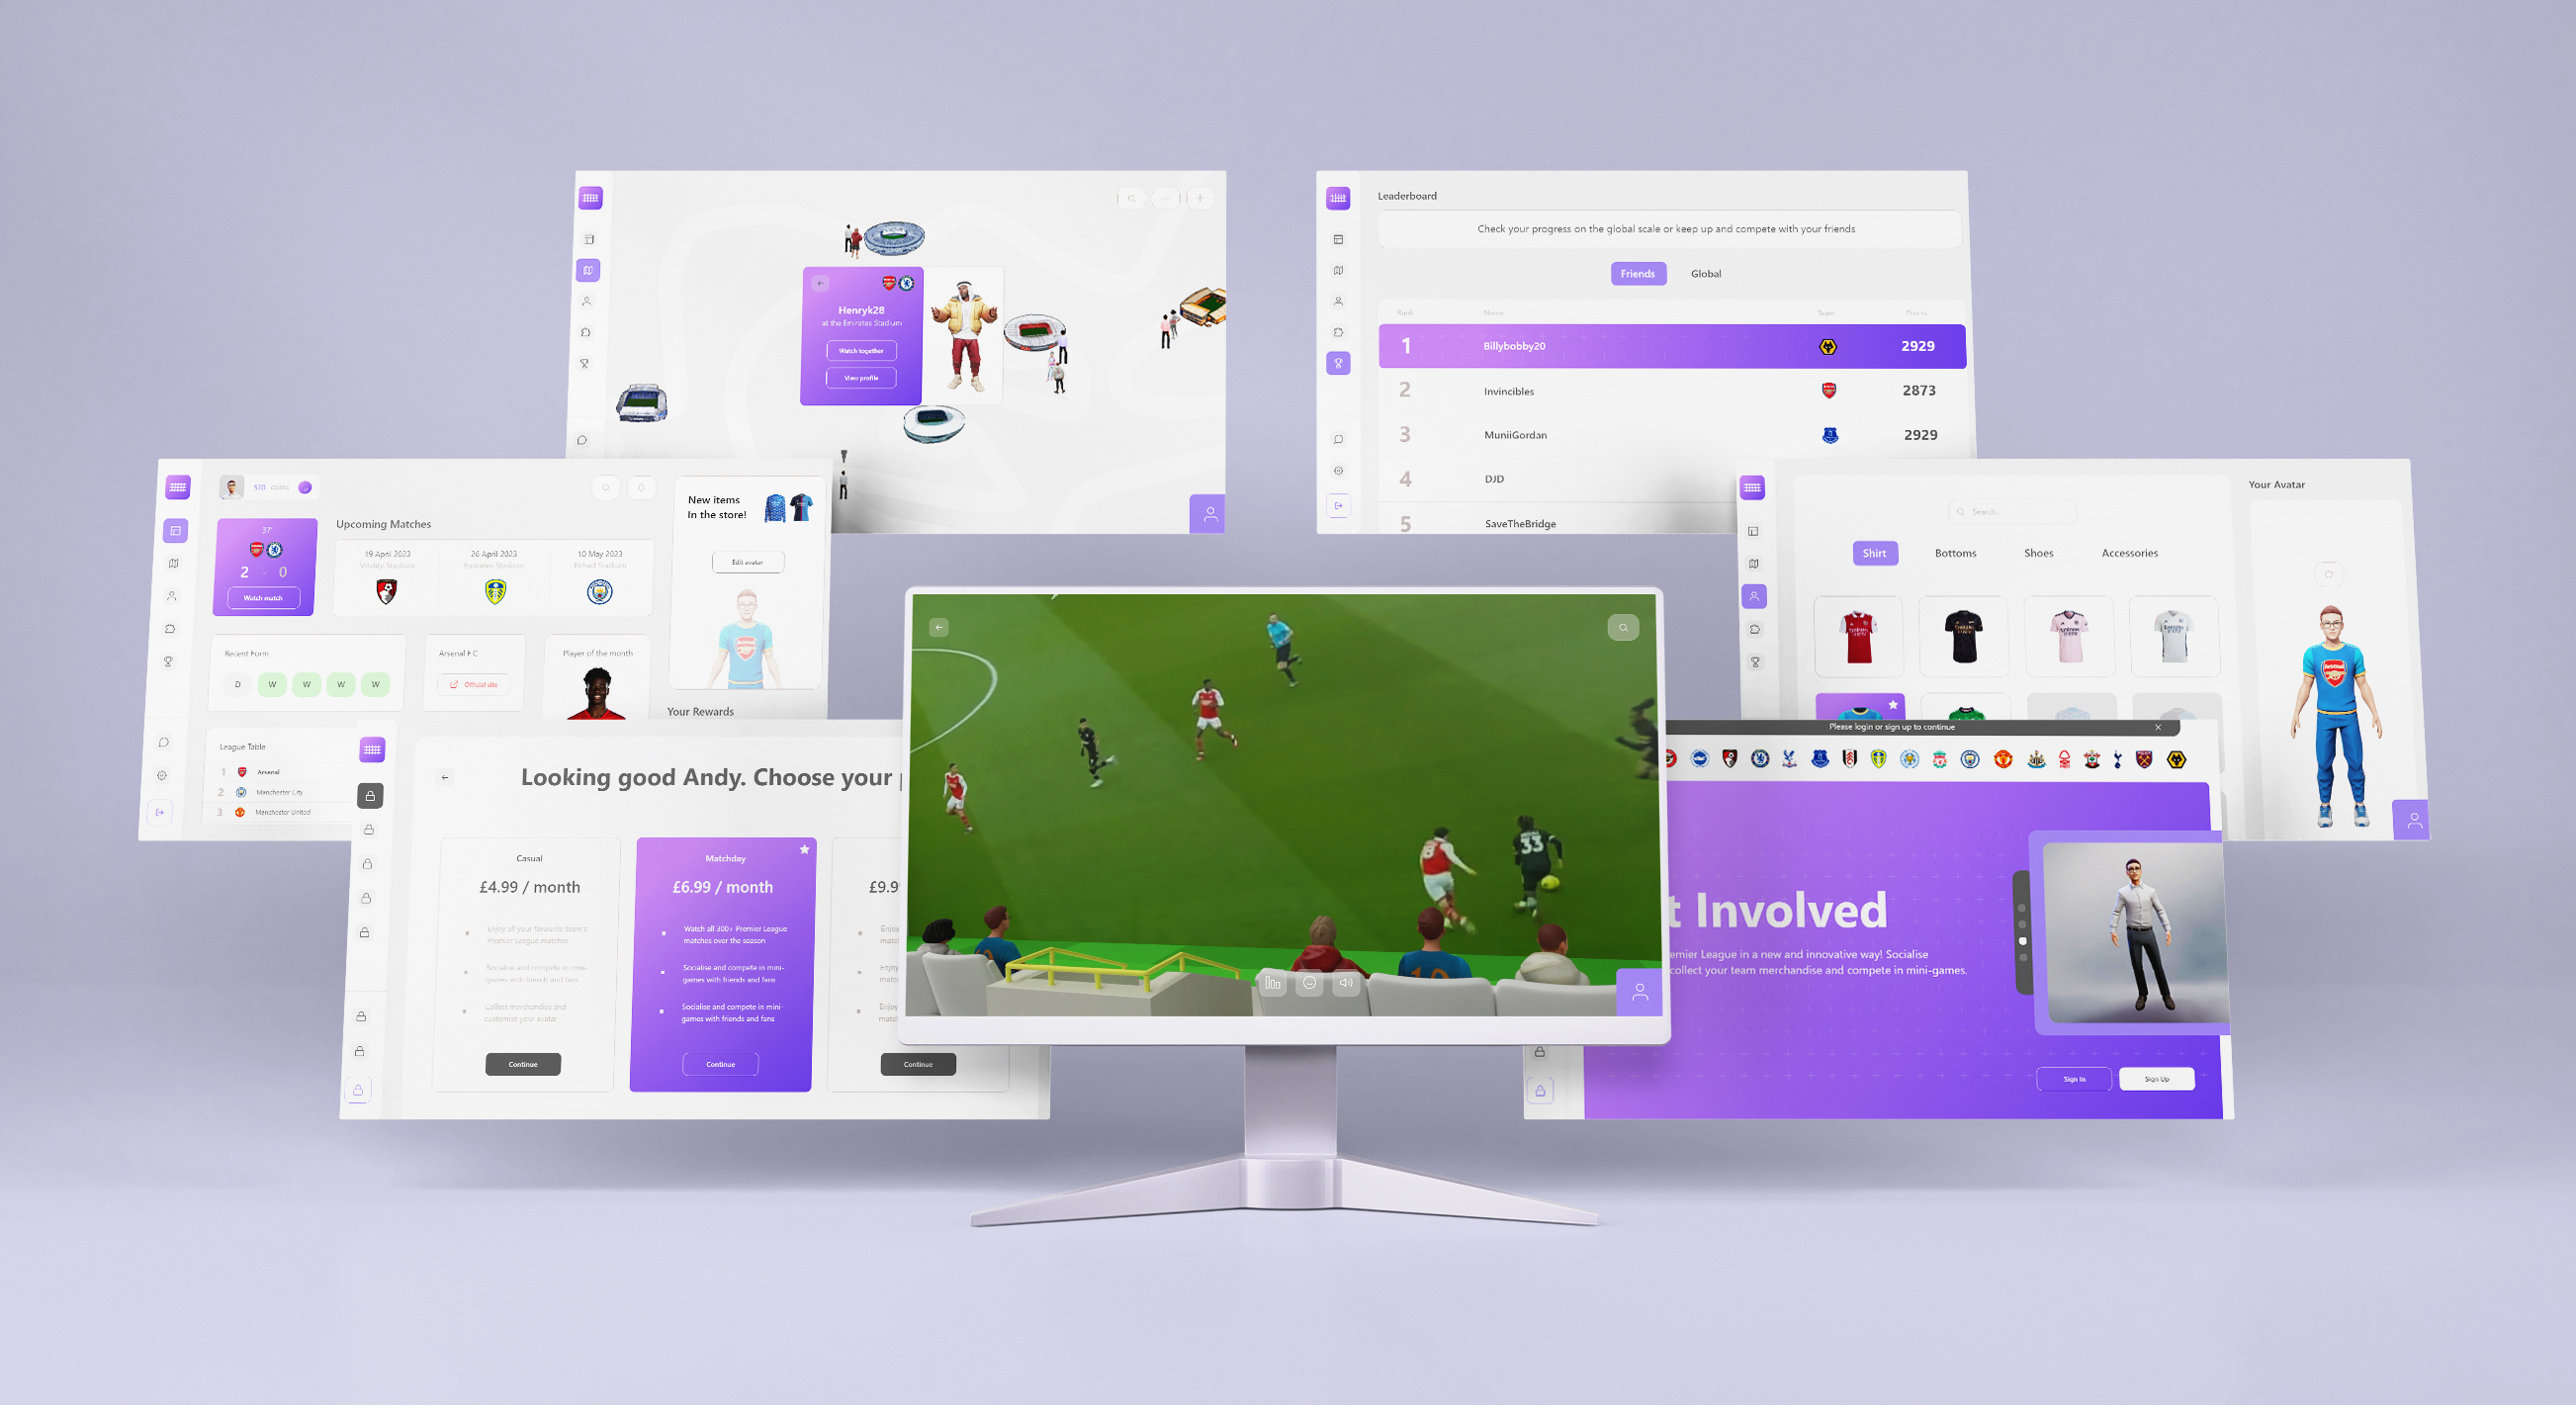 Henryk28
at the Emirates Stadium
Watch together
View profile
Leaderboard
Check your progress on the global scale or keep up and compete with your friends
Friends
Global
Rank
Name
Team
Points
1
Billybobby20
2929
2
Invincibles
2873
3
MuniiGordan
2929
4
DJD
5
SaveTheBridge
510 coins
37'
2 - 0
Watch match
Upcoming Matches
19 April 2023
Vitality Stadium
26 April 2023
Emirates Stadium
10 May 2023
Etihad Stadium
New items
In the store!
Edit avatar
Recent Form
D W W W W
Arsenal F.C
Official site
Player of the month
Your Rewards
League Table
1 Arsenal
2 Manchester City
3 Manchester United
Search...
Shirt
Bottoms
Shoes
Accessories
Your Avatar
Arsenal
Looking good Andy. Choose your
Casual
£4.99 / month
Enjoy all your favourite team's
Premier League matches
Socialise and compete in mini-
games with friends and fans
Collect merchandise and
customise your avatar
Continue
Matchday
£6.99 / month
Watch all 300+ Premier League
matches over the season
Socialise and compete in mini-
games with friends and fans
Socialise and compete in mini
games with friends and fans
Continue
£9.9
Enjoy
matc
Enjoy
Enjoy
matc
Continue
33
10
Please login or sign up to continue
t Involved
emier League in a new and innovative way! Socialise
collect your team merchandise and compete in mini-games.
Sign In
Sign Up